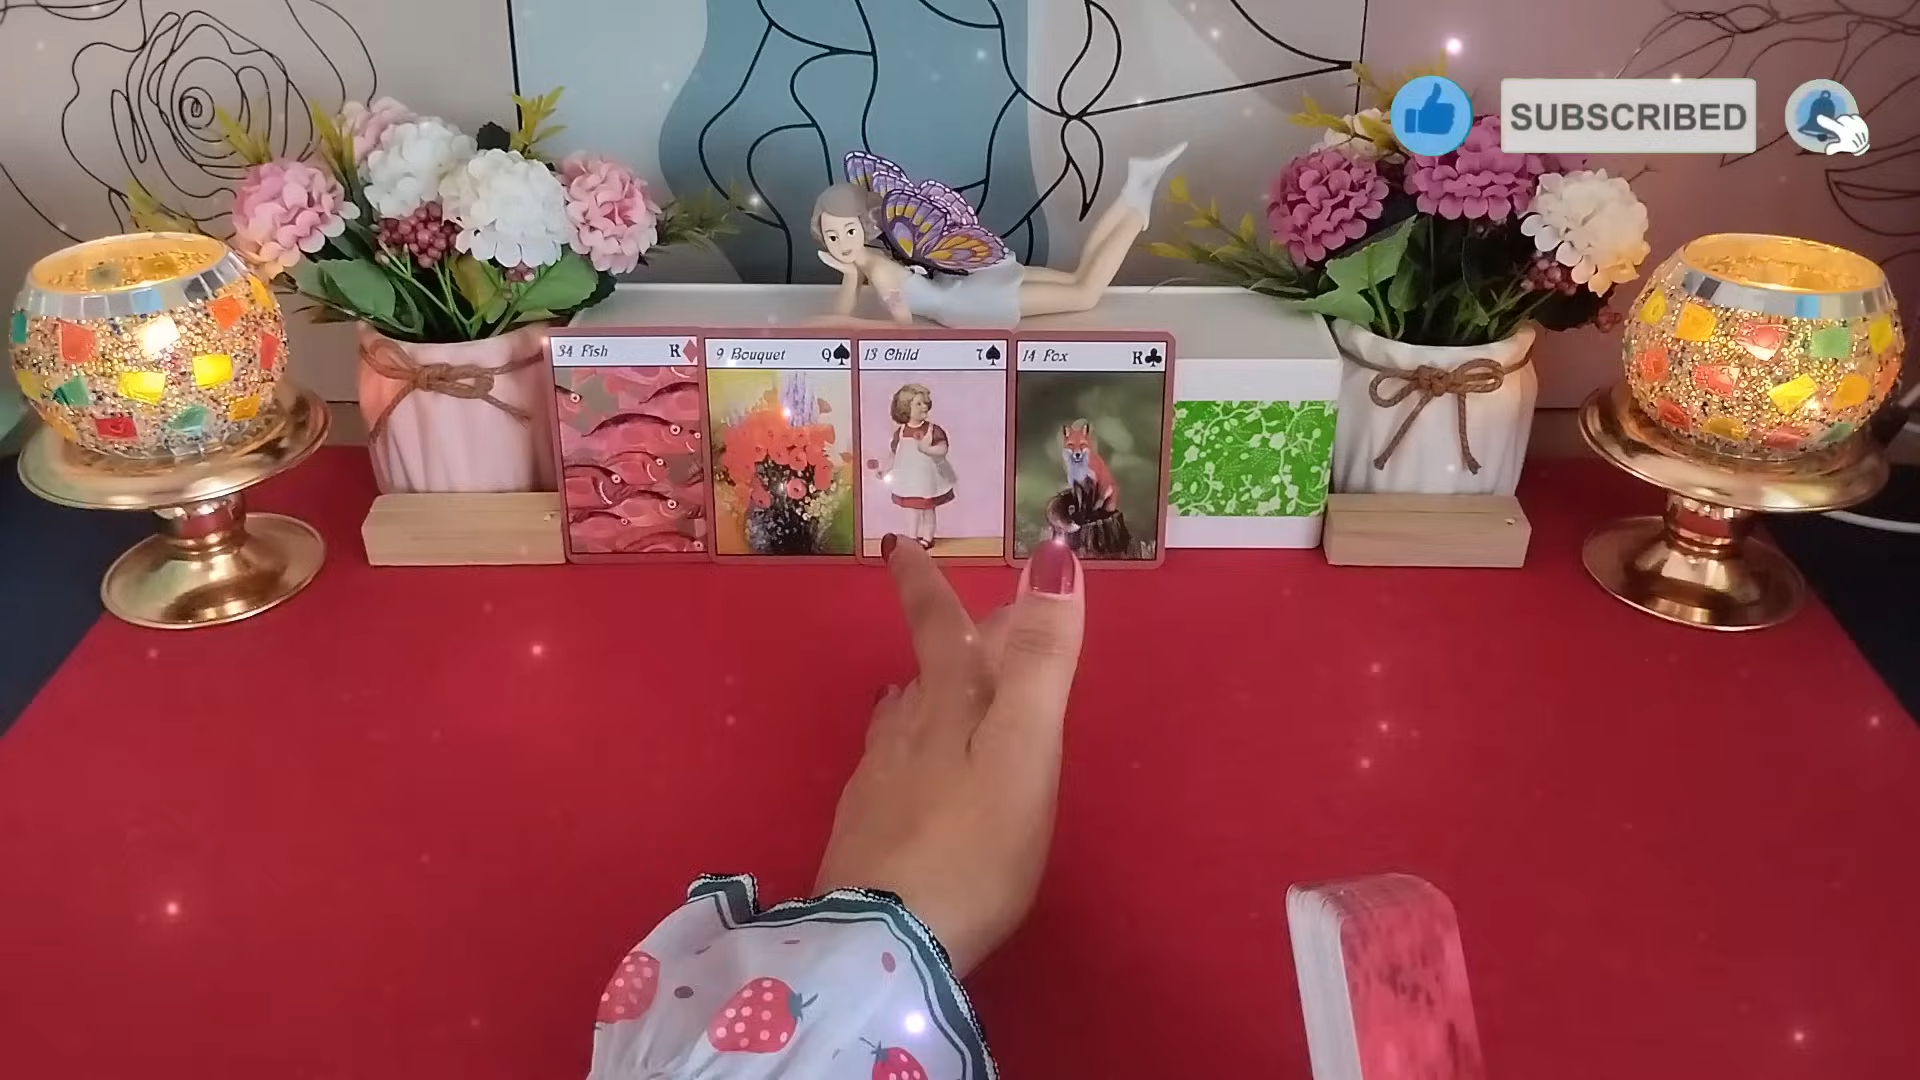 SUBSCRIBED
34 Fish K♦
9 Bouquet Q♠
13 Child 7♠
14 Fox K♣